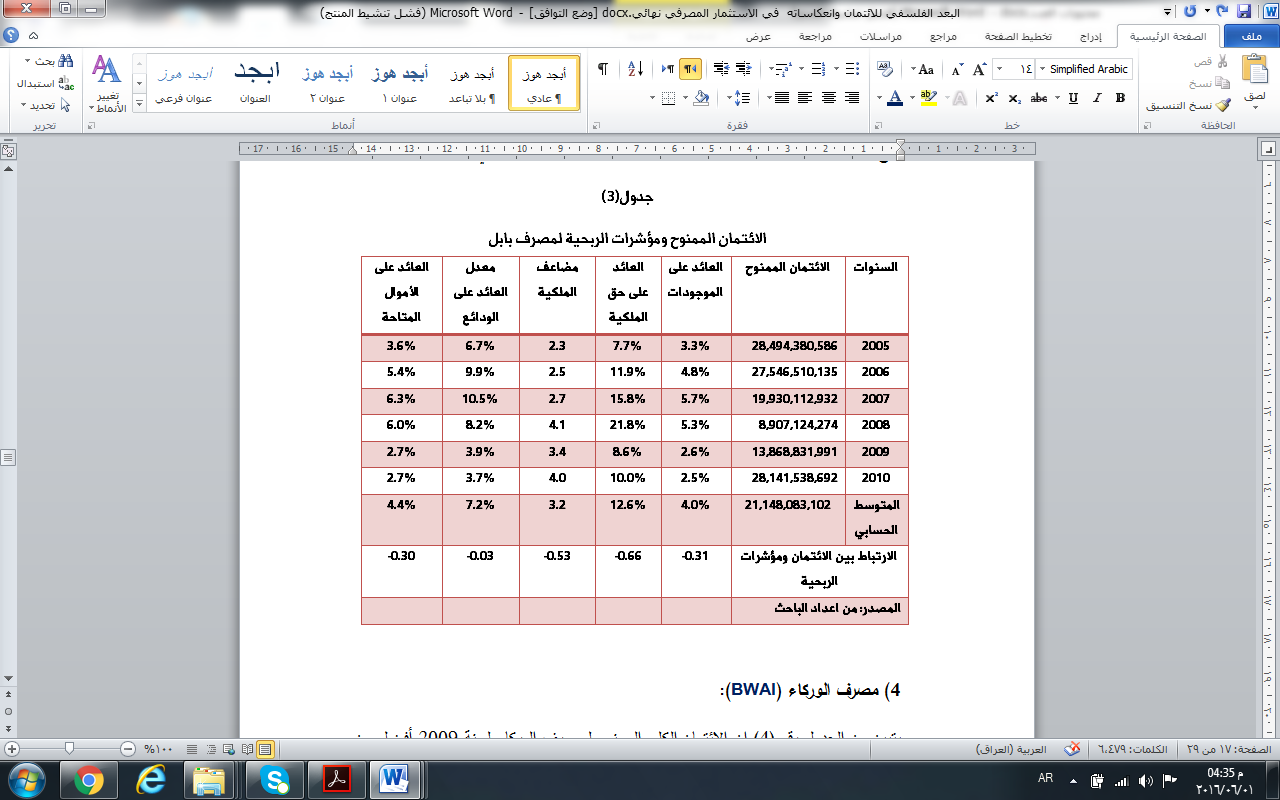 البعد الفلسفي للائتمان وانعكاساته في الاستثمار المصرفي نهائي.docx [وضع التوافق] - Microsoft Word (فشل تنشيط المنتج)
ملف الصفحة الرئيسية إدراج تخطيط الصفحة مراجع مراسلات مراجعة عرض
لصق
قص
نسخ
نسخ التنسيق
الحافظة
Simplified Arabic ١٤
خط
فقرة
أبجد هوز أبجد هوز أبجد هوز أبجد هوز أبجد أبجد هوز
¶ عادي ¶ بلا تباعد عنوان ١ عنوان ٢ العنوان عنوان فرعي
تغيير الأنماط
أنماط
بحث
استبدال
تحديد
تحرير
جدول(3)
الائتمان الممنوح ومؤشرات الربحية لمصرف بابل
السنوات الائتمان الممنوح العائد على الموجودات العائد على حق الملكية مضاعف الملكية معدل العائد على الودائع العائد على الأموال المتاحة
2005 28,494,380,586 3.3% 7.7% 2.3 6.7% 3.6%
2006 27,546,510,135 4.8% 11.9% 2.5 9.9% 5.4%
2007 19,930,112,932 5.7% 15.8% 2.7 10.5% 6.3%
2008 8,907,124,274 5.3% 21.8% 4.1 8.2% 6.0%
2009 13,868,831,991 2.6% 8.6% 3.4 3.9% 2.7%
2010 28,141,538,692 2.5% 10.0% 4.0 3.7% 2.7%
المتوسط الحسابي 21,148,083,102 4.0% 12.6% 3.2 7.2% 4.4%
الارتباط بين الائتمان ومؤشرات الربحية -0.31 -0.66 -0.53 -0.03 -0.30
المصدر: من اعداد الباحث
4) مصرف الوركاء (BWAI):
الصفحة: ١٧ من ٢٩ الكلمات: ٦،٤٧٩ العربية (العراق) ١٠٠%
AR
04:35 م
٢٠١٦/٠٦/٠١